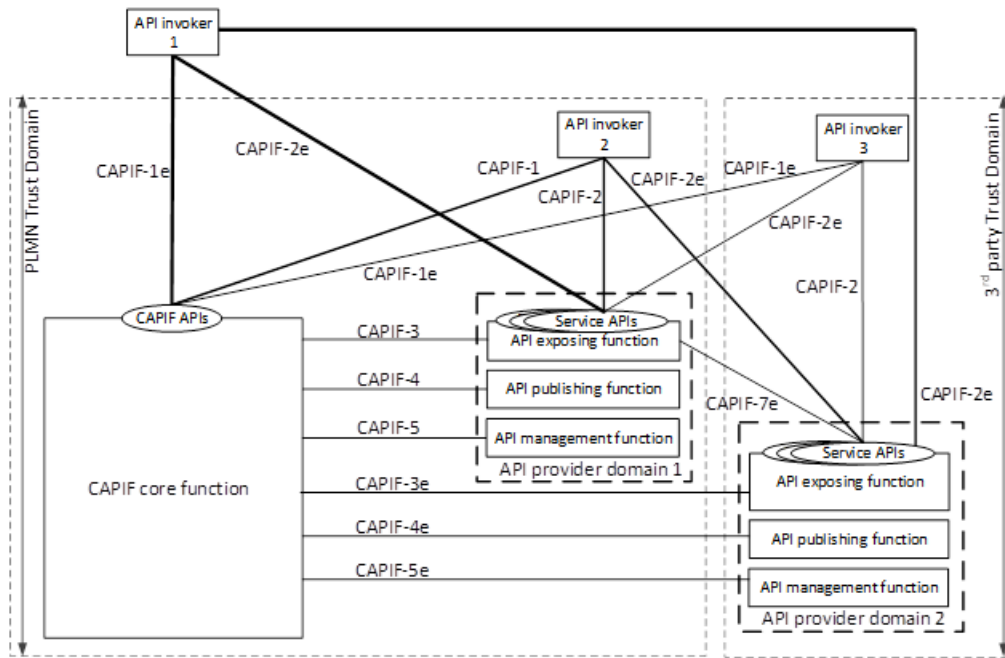 API invoker
1
API invoker
2
API invoker
3
PLMN Trust Domain
3rd party Trust Domain
CAPIF-1e
CAPIF-2e
CAPIF-1
CAPIF-2
CAPIF-2e
CAPIF-1e
CAPIF-2e
CAPIF-1e
CAPIF-2
CAPIF APIs
Service APIs
CAPIF-3
API exposing function
CAPIF-4
API publishing function
CAPIF-7e
CAPIF-2e
CAPIF-5
API management function
API provider domain 1
Service APIs
CAPIF core function
CAPIF-3e
API exposing function
CAPIF-4e
API publishing function
CAPIF-5e
API management function
API provider domain 2